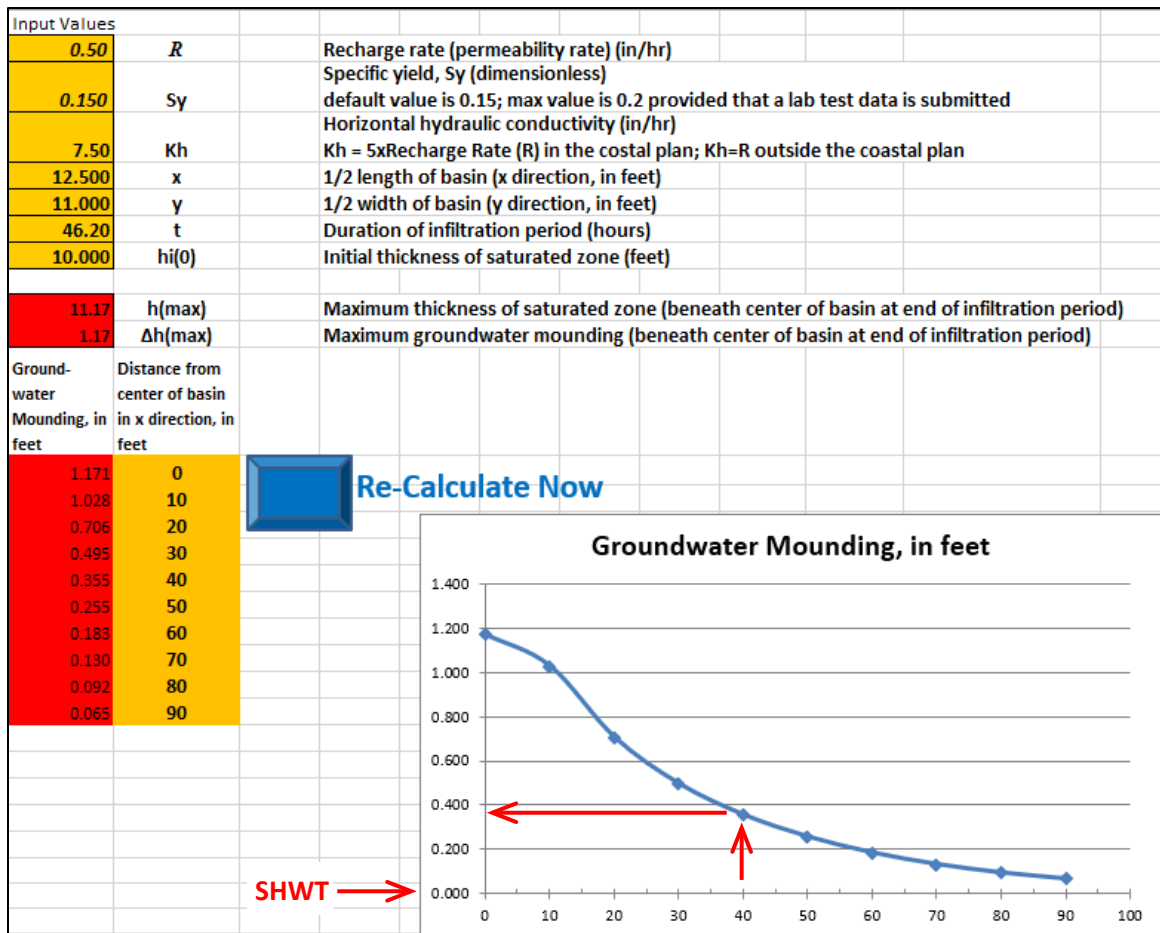 Input Values
0.50 R Recharge rate (permeability rate) (in/hr)
Specific yield, Sy (dimensionless)
0.150 Sy default value is 0.15; max value is 0.2 provided that a lab test data is submitted
Horizontal hydraulic conductivity (in/hr)
7.50 Kh Kh = 5xRecharge Rate (R) in the costal plan; Kh=R outside the coastal plan
12.500 x 1/2 length of basin (x direction, in feet)
11.000 y 1/2 width of basin (y direction, in feet)
46.20 t Duration of infiltration period (hours)
10.000 hi(0) Initial thickness of saturated zone (feet)
11.17 h(max) Maximum thickness of saturated zone (beneath center of basin at end of infiltration period)
1.17 Δh(max) Maximum groundwater mounding (beneath center of basin at end of infiltration period)
Ground- Distance from
water center of basin
Mounding, in in x direction, in
feet feet
1.171 0
1.028 10
0.706 20
0.495 30
0.355 40
0.255 50
0.183 60
0.130 70
0.092 80
0.065 90
Re-Calculate Now
Groundwater Mounding, in feet
1.400
1.200
1.000
0.800
0.600
0.400
0.200
0.000
SHWT
0 10 20 30 40 50 60 70 80 90 100